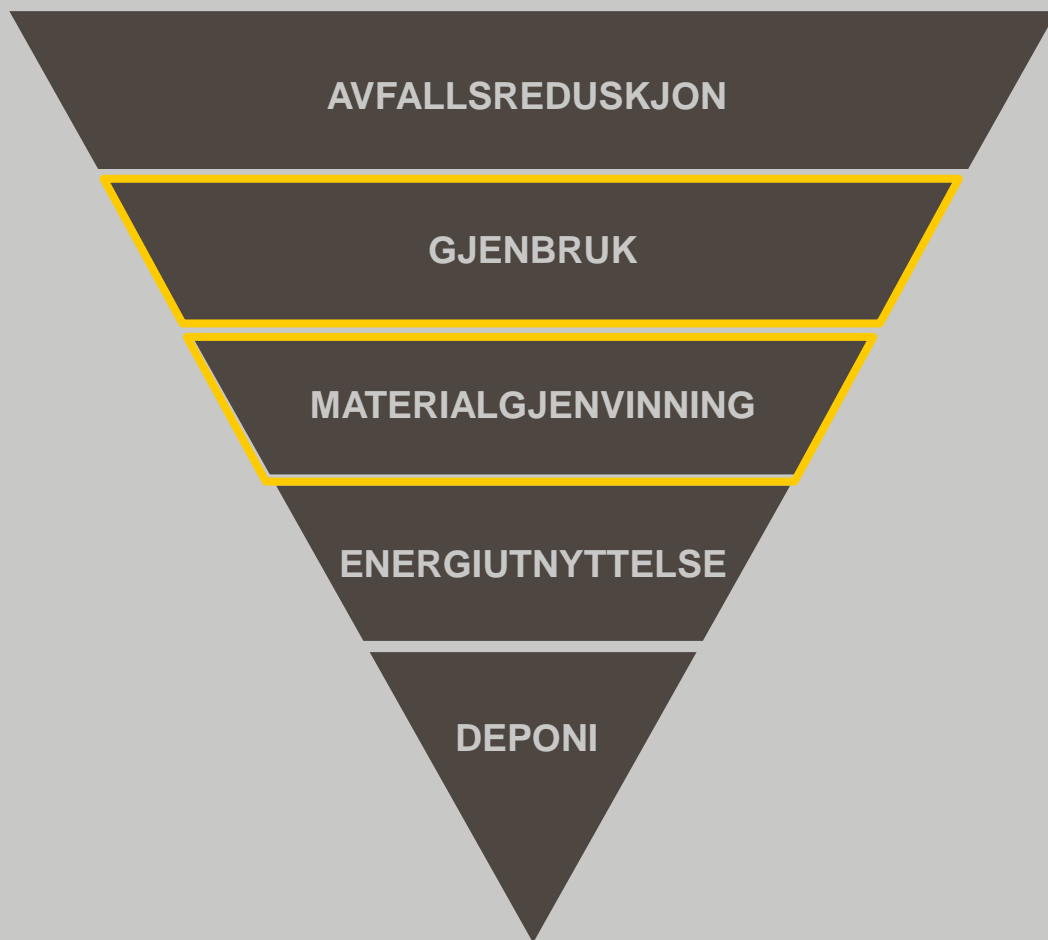 AVFALLSREDUSKJON
GJENBRUK
MATERIALGJENVINNING
ENERGIUTNYTTELSE
DEPONI